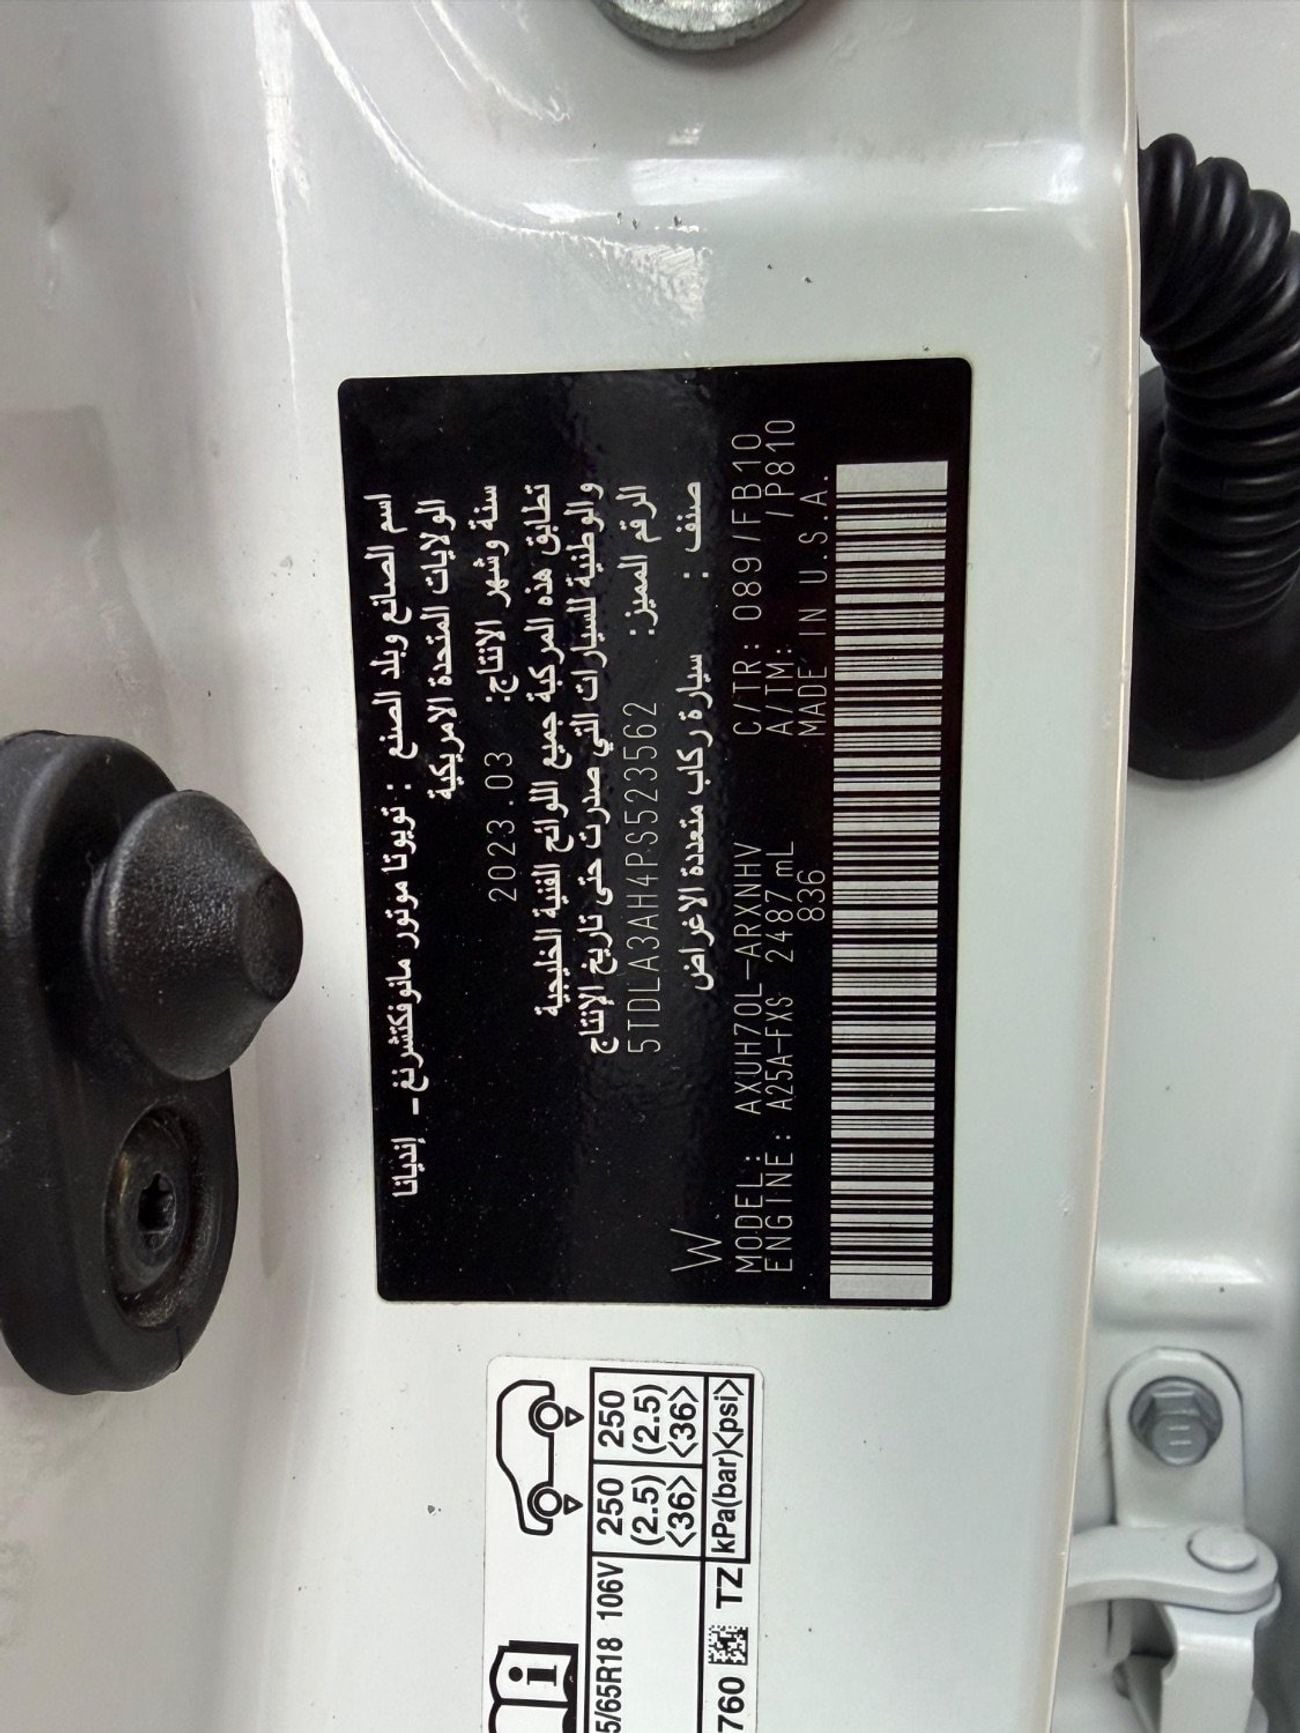 اسم الصانع وبلد الصنع : تويوتا موتور مانوفكتشرنغ - إنديانا
الولايات المتحدة الامريكية
سنة وشهر الانتاج: 2023.03
تطابق هذه المركبة جميع اللوائح الفنية الخليجية
والوطنية للسيارات التي صدرت حتى تاريخ الإنتاج
الرقم المميز: 5TDLA3AH4PS523562
صنف : سيارة ركاب متعددة الاغراض W
MODEL: AXUH70L-ARXNHV C/TR: 089/FB10
ENGINE: A25A-FXS 2487 mL A/TM: /P810
836 MADE IN U.S.A.
5/65R18 106V 250 250
(2.5) (2.5)
<36> <36>
760 TZ kPa(bar)<psi>